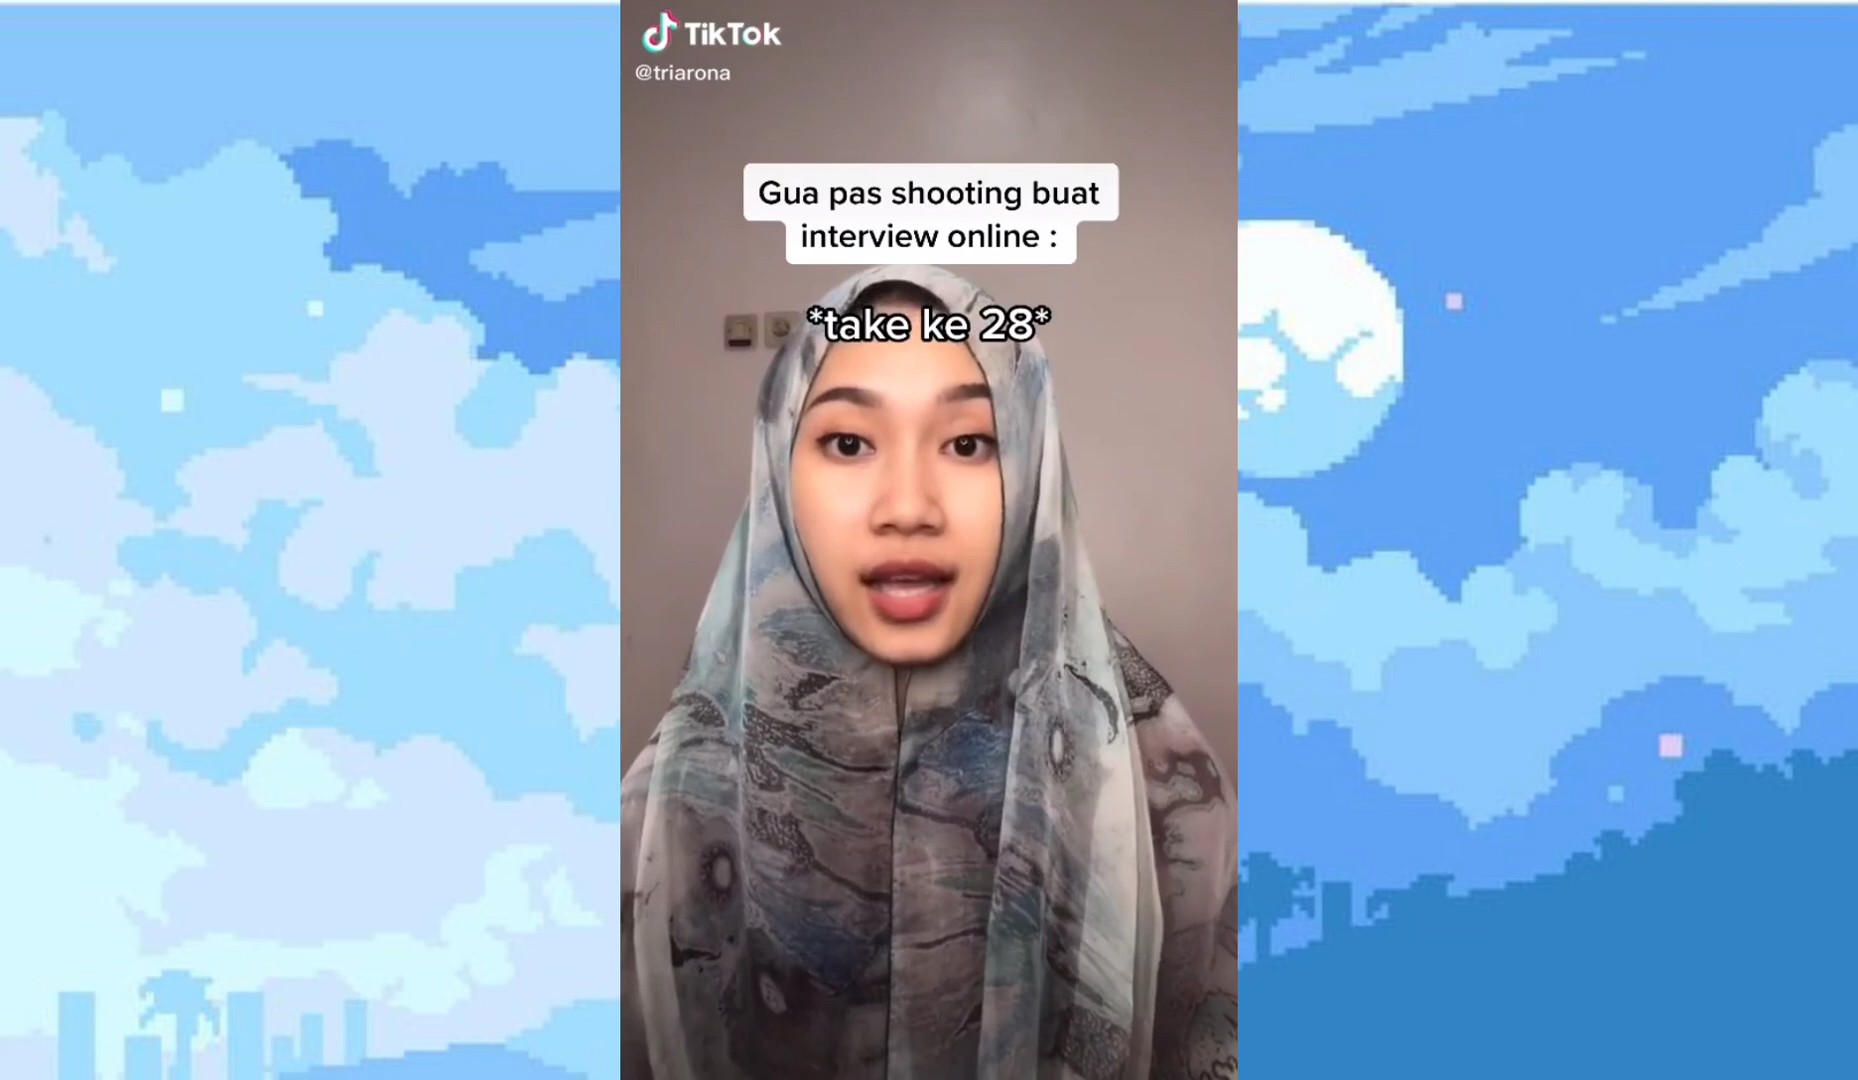 TikTok
@triarona
Gua pas shooting buat
interview online :
*take ke 28*